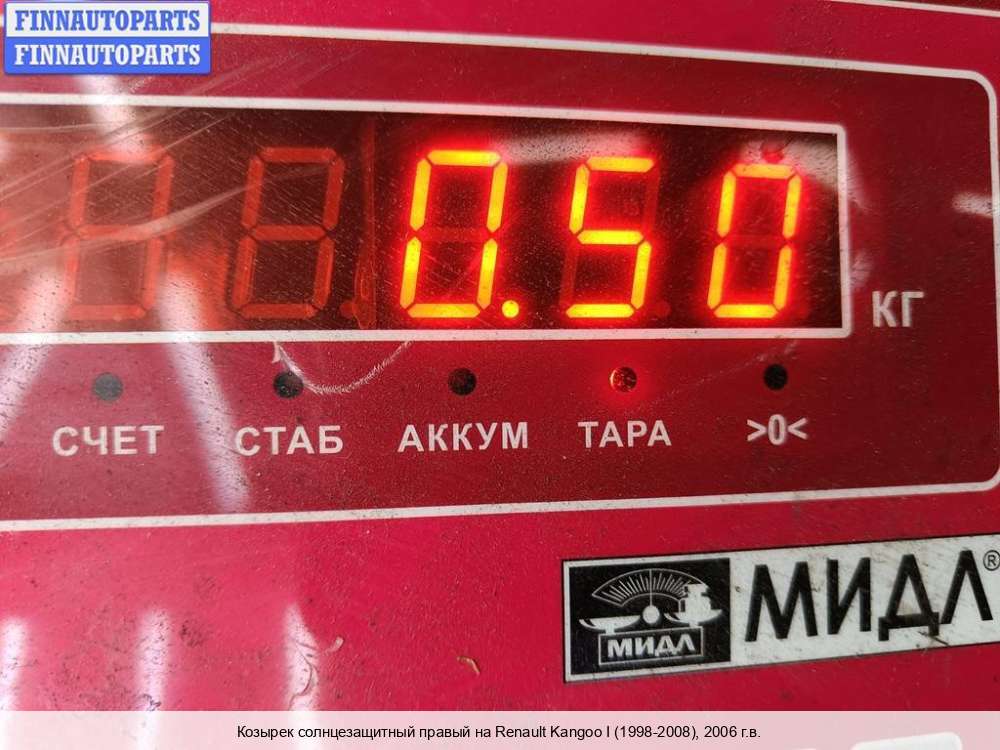 FINNAUTOPARTS
FINNAUTOPARTS
0.50
КГ
СЧЕТ СТАБ АККУМ ТАРА >0<
МИДЛ®
МИДЛ
Козырек солнцезащитный правый на Renault Kangoo I (1998-2008), 2006 г.в.